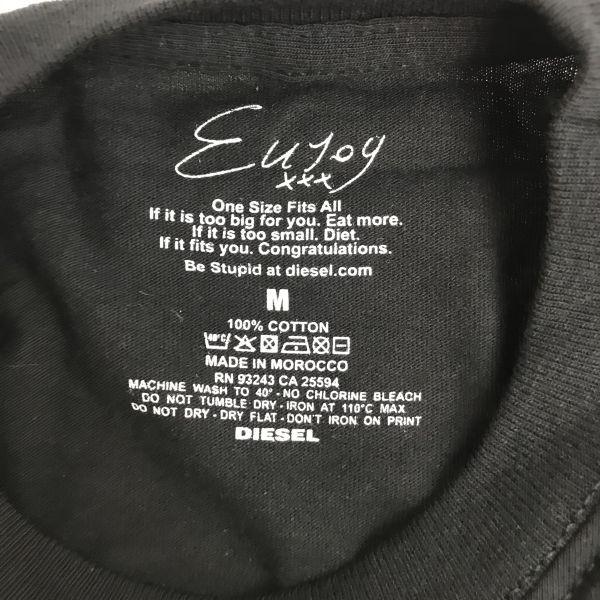 Enjoy
xxx
One Size Fits All
If it is too big for you. Eat more.
If it is too small. Diet.
If it fits you. Congratulations.
Be Stupid at diesel.com
M
100% COTTON
MADE IN MOROCCO
RN 93243 CA 25594
MACHINE WASH TO 40° - NO CHLORINE BLEACH
DO NOT TUMBLE DRY - IRON AT 110°C MAX
DO NOT DRY - DRY FLAT - DON'T IRON ON PRINT
DIESEL